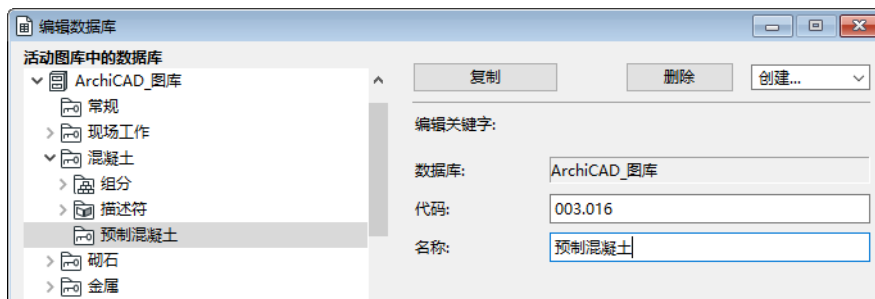 编辑数据库
活动图库中的数据库
ArchiCAD_图库
常规
现场工作
混凝土
组分
描述符
预制混凝土
砌石
金属
复制
删除
创建...
编辑关键字:
数据库:
ArchiCAD_图库
代码:
003.016
名称:
预制混凝土